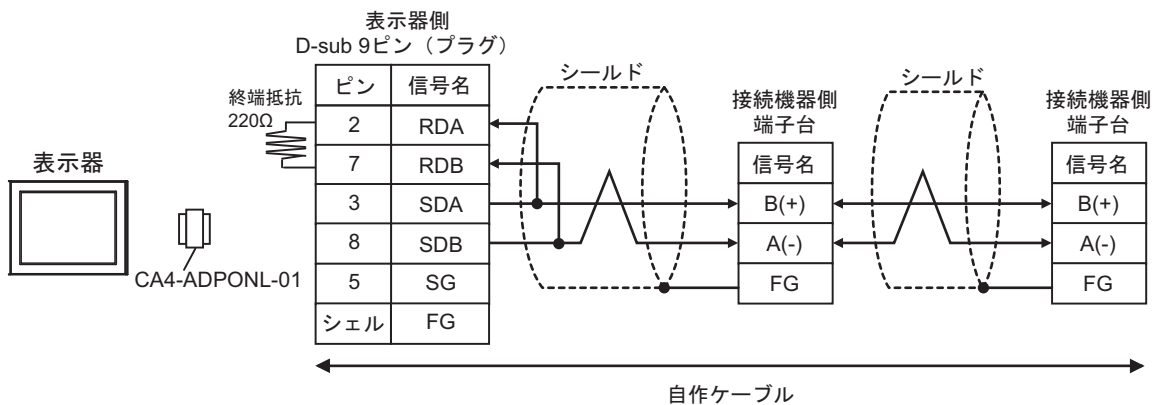 表示器側
D-sub 9ピン（プラグ）
ピン 信号名
2 RDA
7 RDB
3 SDA
8 SDB
5 SG
シェル FG
終端抵抗
220Ω
表示器
CA4-ADPONL-01
シールド
接続機器側
端子台
信号名
B(+)
A(-)
FG
シールド
接続機器側
端子台
信号名
B(+)
A(-)
FG
自作ケーブル